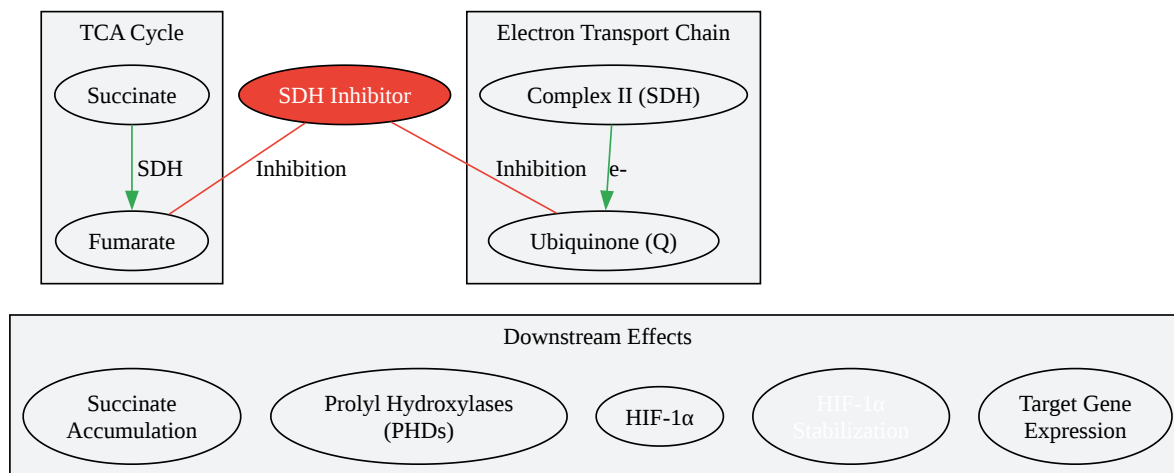 TCA Cycle
Electron Transport Chain
Succinate
SDH Inhibitor
Complex II (SDH)
SDH
Inhibition
Inhibition
e-
Fumarate
Ubiquinone (Q)
Downstream Effects
Succinate
Accumulation
Prolyl Hydroxylases
(PHDs)
HIF-1α
HIF-1α
Stabilization
Target Gene
Expression